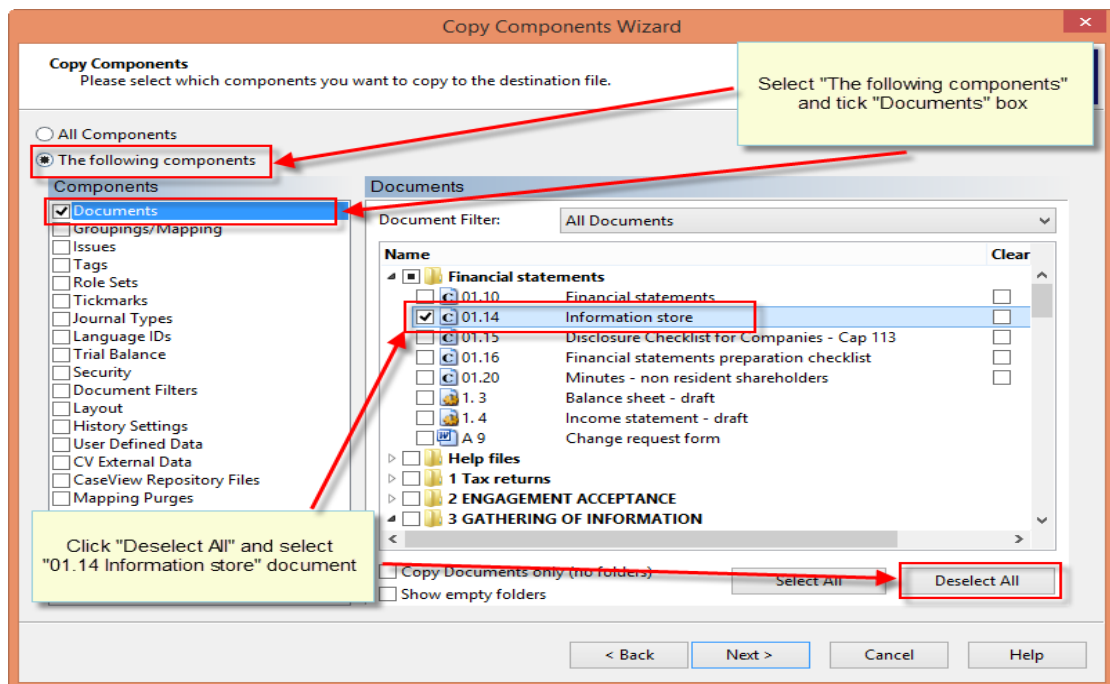 Copy Components Wizard
Copy Components
Please select which components you want to copy to the destination file.
Select "The following components"
and tick "Documents" box
All Components
The following components
Components
Documents
Groupings/Mapping
Issues
Tags
Role Sets
Tickmarks
Journal Types
Language IDs
Trial Balance
Security
Document Filters
Layout
History Settings
User Defined Data
CV External Data
CaseView Repository Files
Mapping Purges
Click "Deselect All" and select
"01.14 Information store" document
Documents
Document Filter: All Documents
Name Clear
Financial statements
01.10 Financial statements
01.14 Information store
01.15 Disclosure Checklist for Companies - Cap 113
01.16 Financial statements preparation checklist
01.20 Minutes - non resident shareholders
1. 3 Balance sheet - draft
1. 4 Income statement - draft
A 9 Change request form
Help files
1 Tax returns
2 ENGAGEMENT ACCEPTANCE
3 GATHERING OF INFORMATION
Copy Documents only (no folders)
Show empty folders
Select All Deselect All
< Back Next > Cancel Help